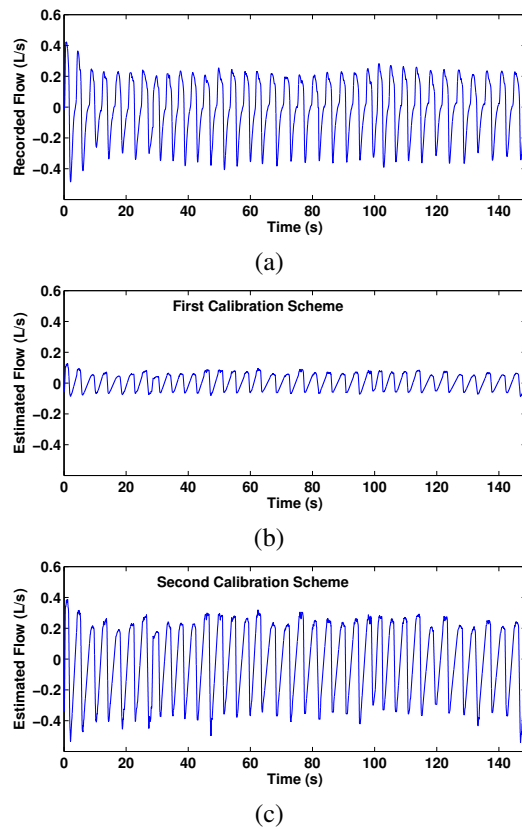 0.6
0.4
0.2
0
−0.2
−0.4
Recorded Flow (L/s)
0 20 40 60 80 100 120 140
Time (s)
(a)
First Calibration Scheme
0.6
0.4
0.2
0
−0.2
−0.4
Estimated Flow (L/s)
0 20 40 60 80 100 120 140
Time (s)
(b)
Second Calibration Scheme
0.6
0.4
0.2
0
−0.2
−0.4
Estimated Flow (L/s)
0 20 40 60 80 100 120 140
Time (s)
(c)